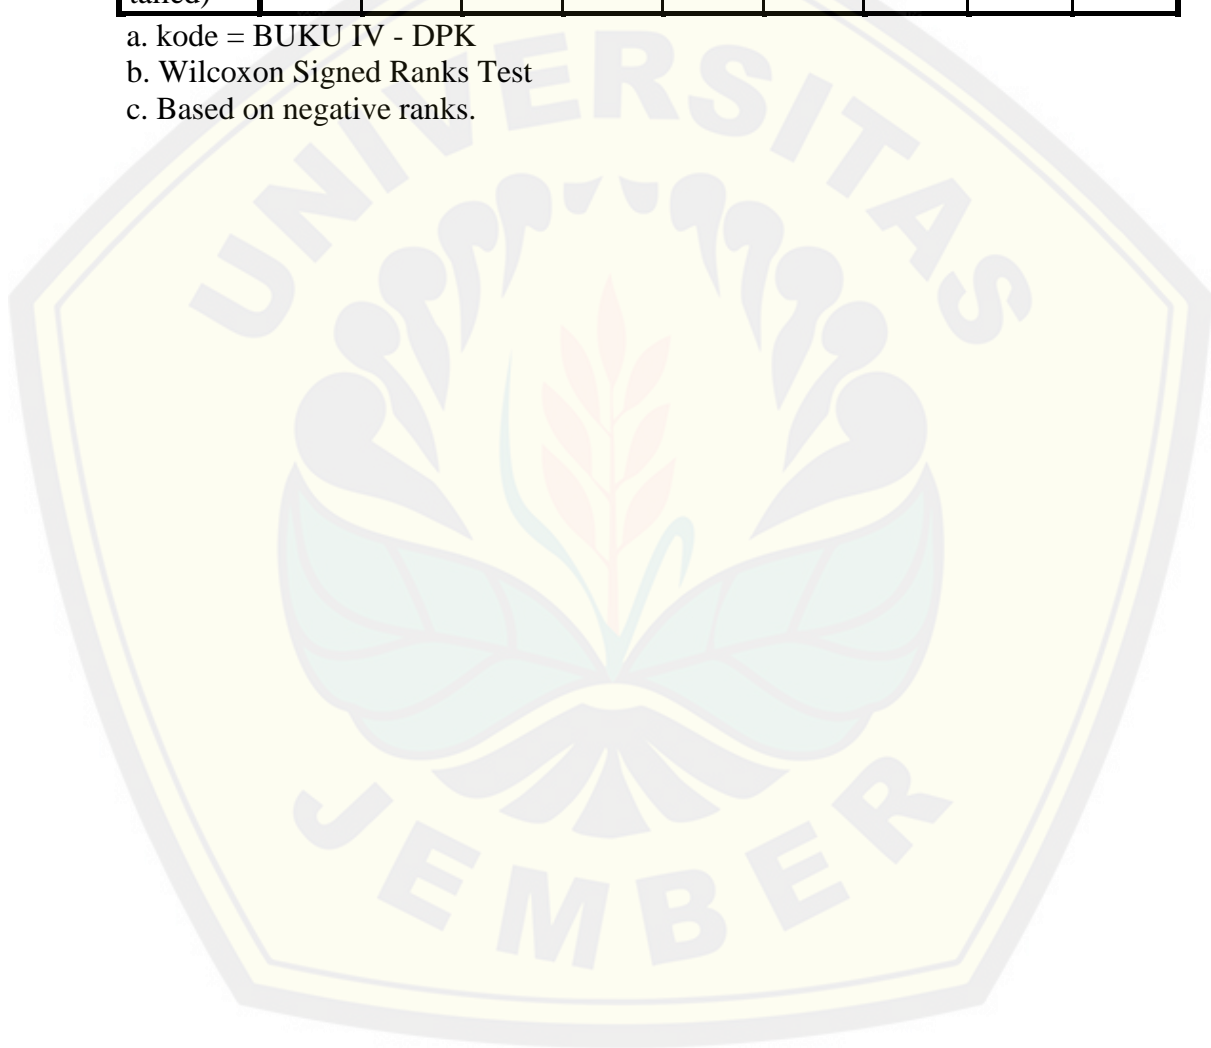 tailed)
a. kode = BUKU IV - DPK
b. Wilcoxon Signed Ranks Test
c. Based on negative ranks.
UNIVERSITAS
JEMBER